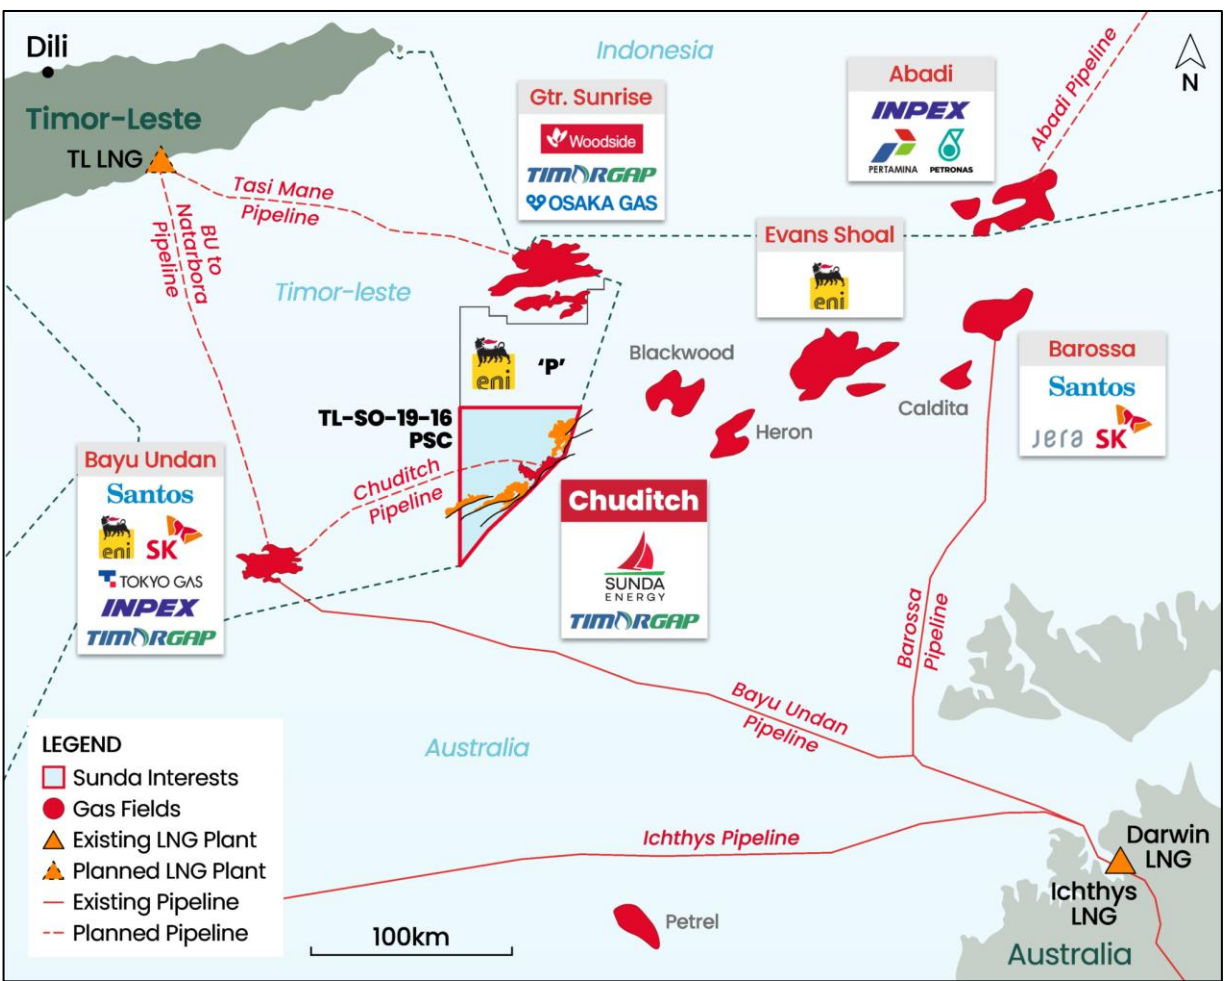 Dili
Timor-Leste
TL LNG
Indonesia
Gtr. Sunrise
Woodside
TIMORGAP
OSAKA GAS
Abadi
INPEX
PERTAMINA
PETRONAS
Abadi Pipeline
N
Tasi Mane
Pipeline
BU to
Natarbora
Pipeline
Timor-leste
Evans Shoal
eni
eni
'P'
Blackwood
Heron
Caldita
Barossa
Santos
Jera
SK
TL-SO-19-16
PSC
Chuditch
Pipeline
Bayu Undan
Santos
eni
SK
TOKYO GAS
INPEX
TIMORGAP
Chuditch
SUNDA
ENERGY
TIMORGAP
Barossa
Pipeline
Bayu Undan
Pipeline
Australia
Ichthys Pipeline
LEGEND
Sunda Interests
Gas Fields
Existing LNG Plant
Planned LNG Plant
Existing Pipeline
Planned Pipeline
100km
Petrel
Darwin
LNG
Ichthys
LNG
Australia